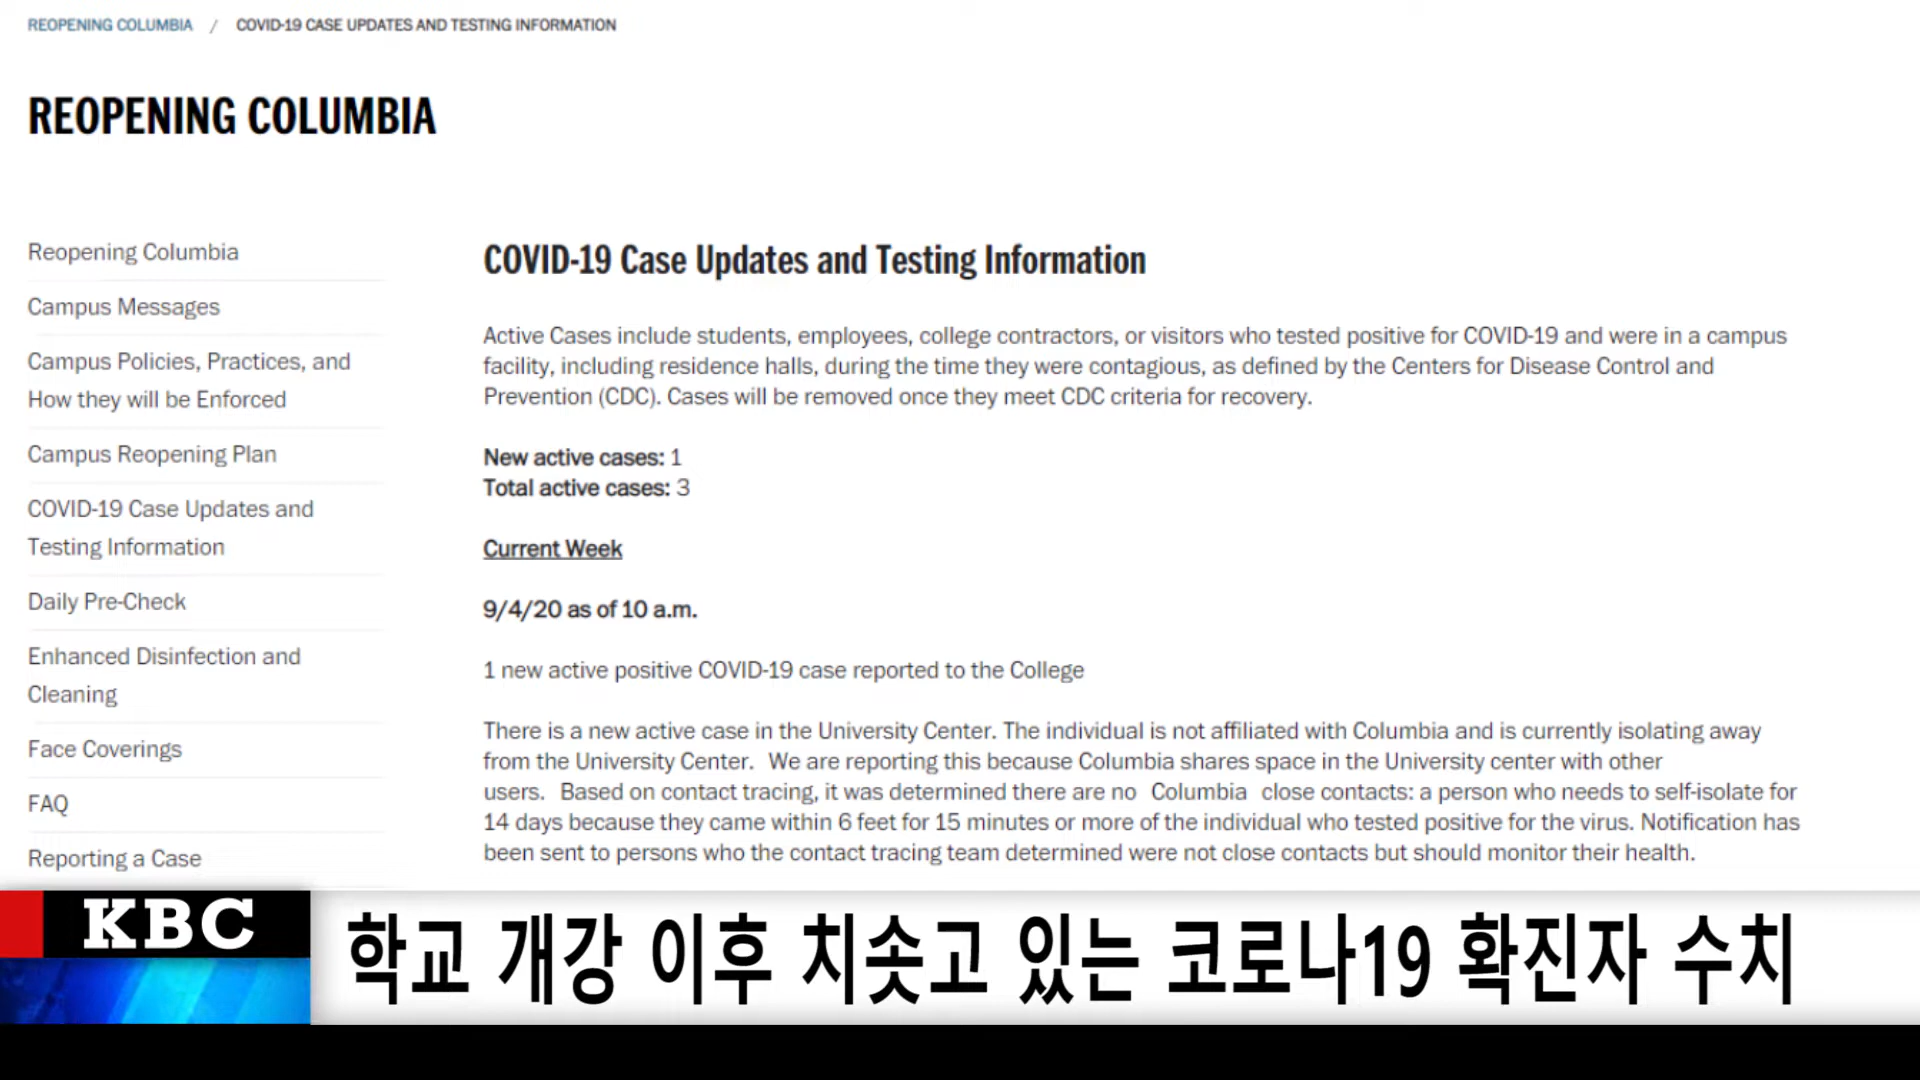 REOPENING COLUMBIA / COVID-19 CASE UPDATES AND TESTING INFORMATION
REOPENING COLUMBIA
Reopening Columbia
Campus Messages
Campus Policies, Practices, and
How they will be Enforced
Campus Reopening Plan
COVID-19 Case Updates and
Testing Information
Daily Pre-Check
Enhanced Disinfection and
Cleaning
Face Coverings
FAQ
Reporting a Case
COVID-19 Case Updates and Testing Information
Active Cases include students, employees, college contractors, or visitors who tested positive for COVID-19 and were in a campus
facility, including residence halls, during the time they were contagious, as defined by the Centers for Disease Control and
Prevention (CDC). Cases will be removed once they meet CDC criteria for recovery.
New active cases: 1
Total active cases: 3
Current Week
9/4/20 as of 10 a.m.
1 new active positive COVID-19 case reported to the College
There is a new active case in the University Center. The individual is not affiliated with Columbia and is currently isolating away
from the University Center. We are reporting this because Columbia shares space in the University center with other
users. Based on contact tracing, it was determined there are no Columbia close contacts: a person who needs to self-isolate for
14 days because they came within 6 feet for 15 minutes or more of the individual who tested positive for the virus. Notification has
been sent to persons who the contact tracing team determined were not close contacts but should monitor their health.
KBC
학교 개강 이후 치솟고 있는 코로나19 확진자 수치